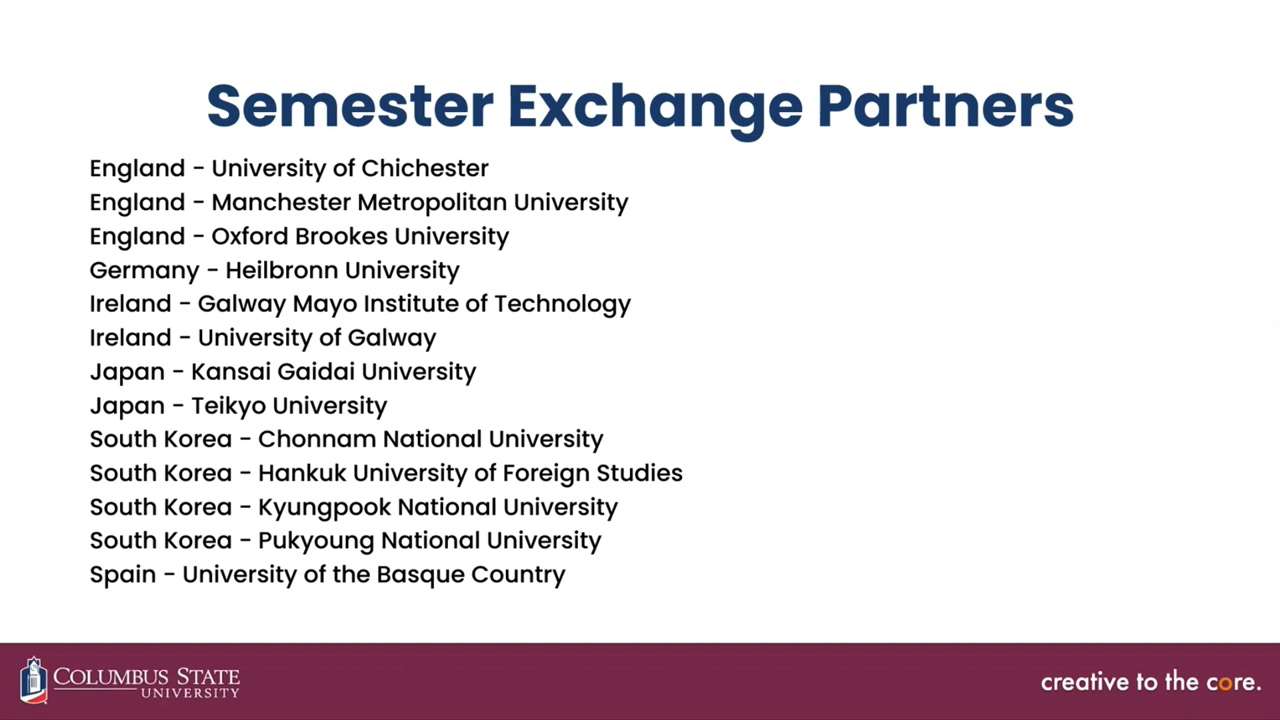 Semester Exchange Partners
England - University of Chichester
England - Manchester Metropolitan University
England - Oxford Brookes University
Germany - Heilbronn University
Ireland - Galway Mayo Institute of Technology
Ireland - University of Galway
Japan - Kansai Gaidai University
Japan - Teikyo University
South Korea - Chonnam National University
South Korea - Hankuk University of Foreign Studies
South Korea - Kyungpook National University
South Korea - Pukyoung National University
Spain - University of the Basque Country
COLUMBUS STATE
UNIVERSITY
creative to the core.